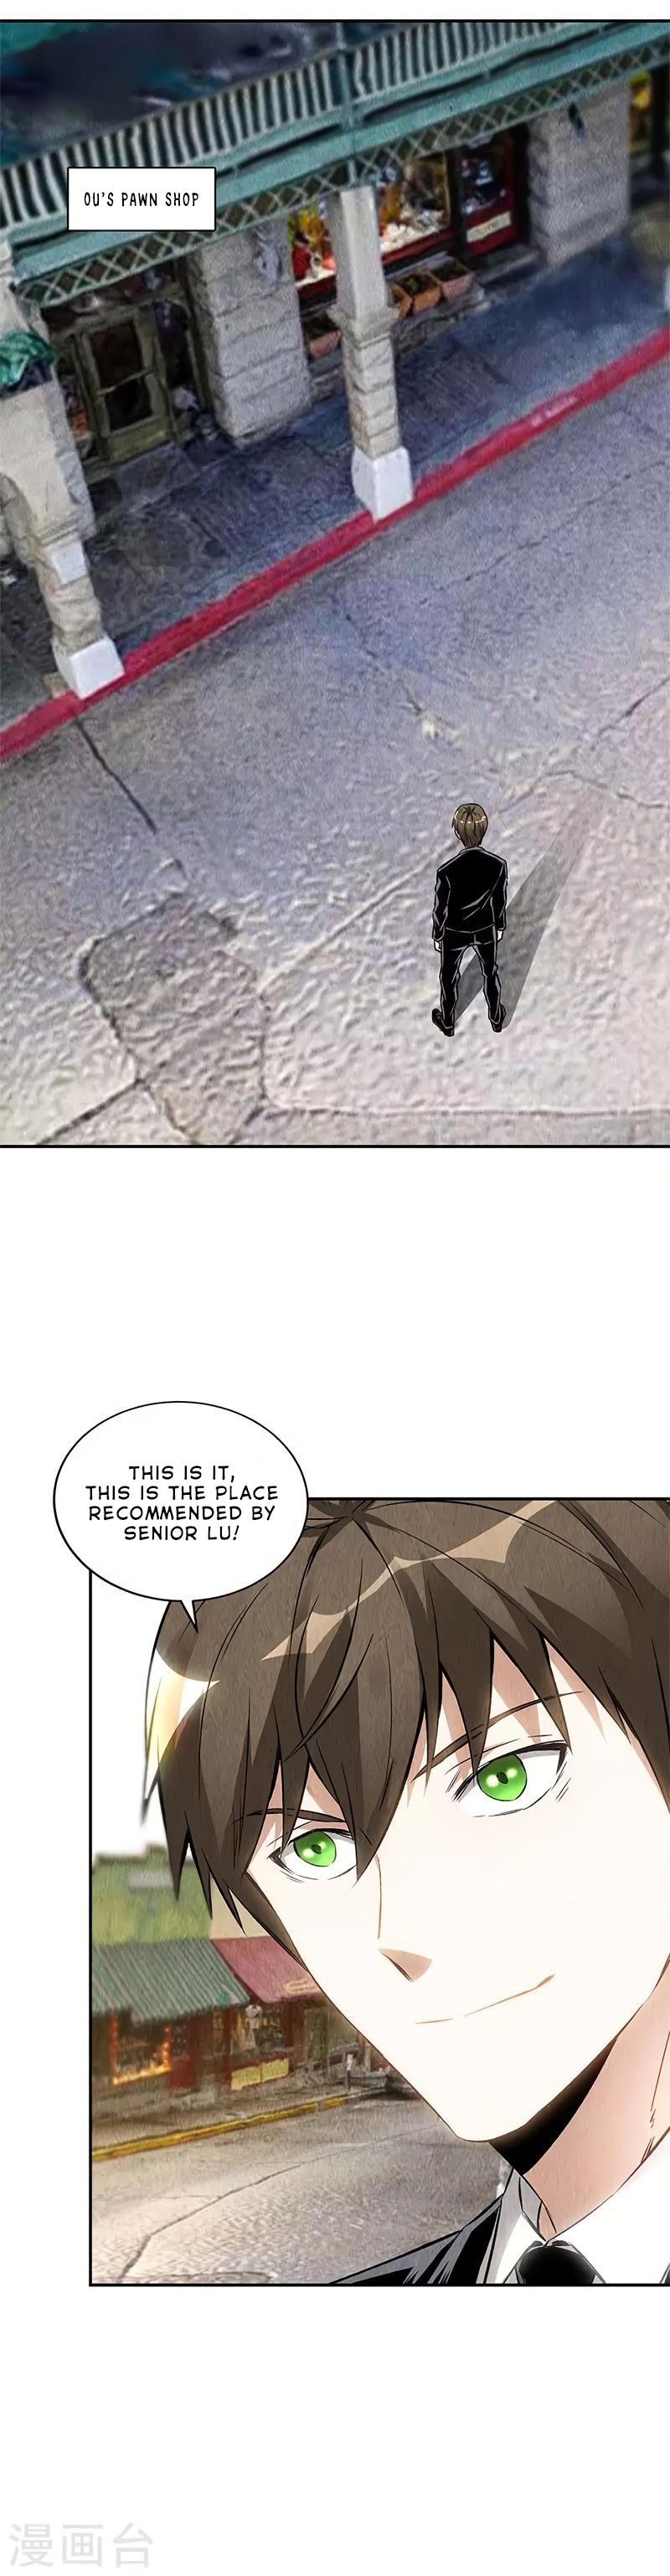 OU'S PAWN SHOP
THIS IS IT,
THIS IS THE PLACE
RECOMMENDED BY
SENIOR LU!
漫画台